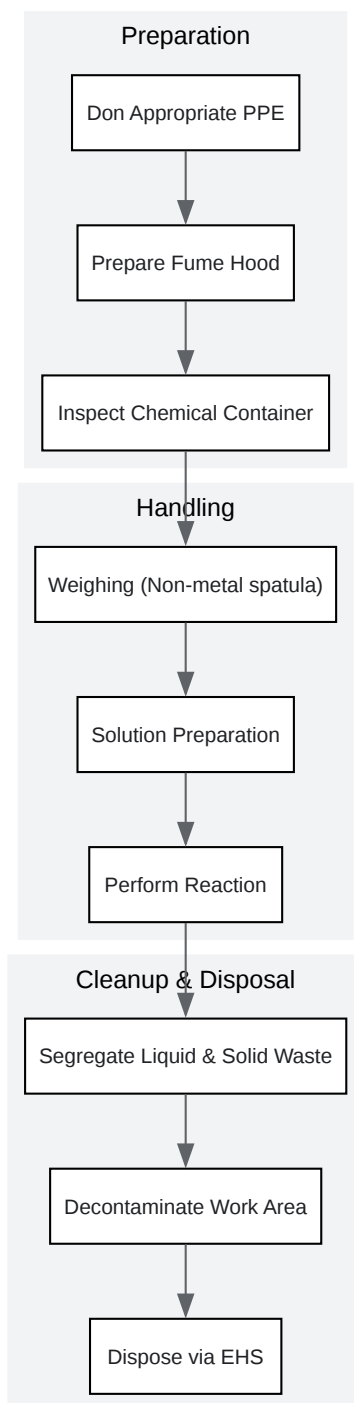 Preparation
Don Appropriate PPE
Prepare Fume Hood
Inspect Chemical Container
Handling
Weighing (Non-metal spatula)
Solution Preparation
Perform Reaction
Cleanup & Disposal
Segregate Liquid & Solid Waste
Decontaminate Work Area
Dispose via EHS